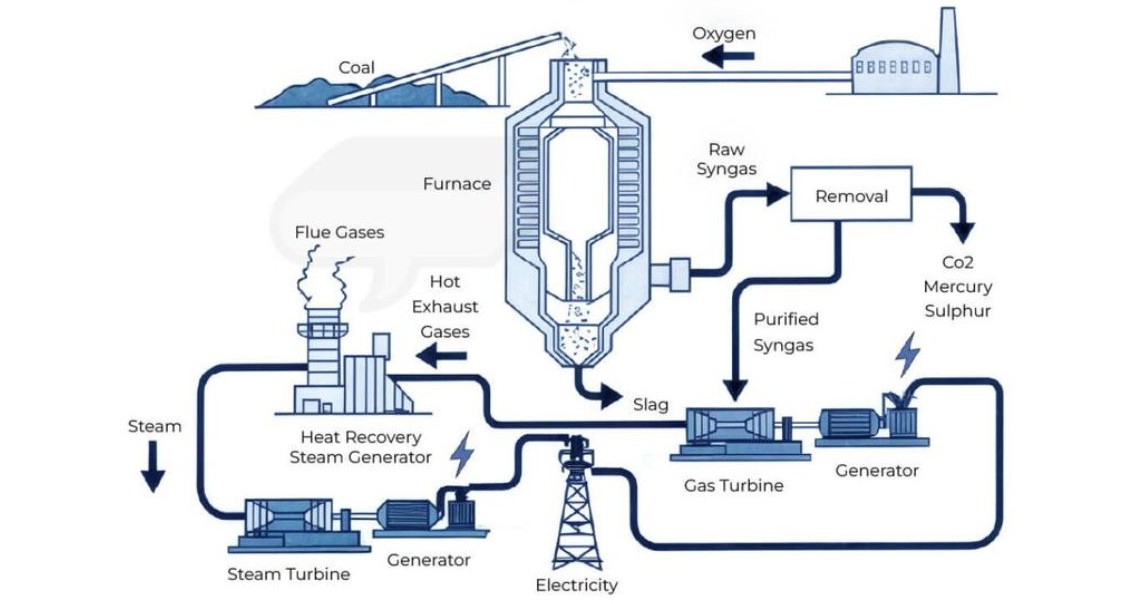 Oxygen
Coal
Raw
Syngas
Furnace
Removal
Flue Gases
Co2
Mercury
Sulphur
Hot
Exhaust
Gases
Purified
Syngas
Slag
Steam
Heat Recovery
Steam Generator
Generator
Gas Turbine
Generator
Steam Turbine
Electricity